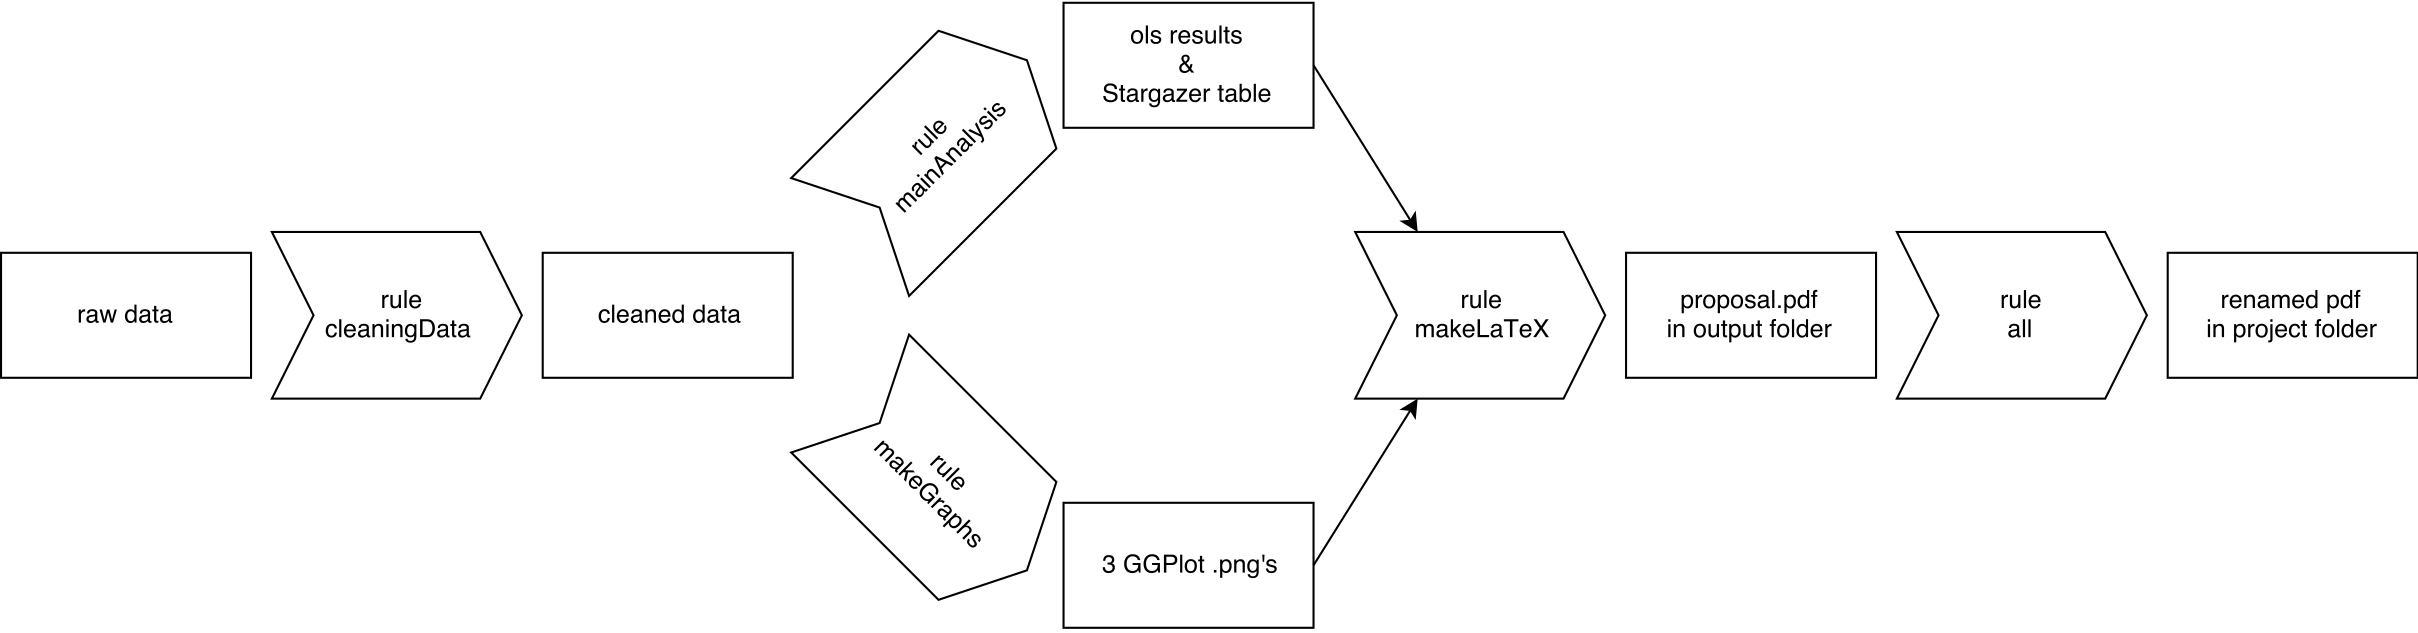 raw data
rule
cleaningData
cleaned data
rule
mainAnalysis
ols results
&
Stargazer table
rule
makeGraphs
3 GGPlot .png's
rule
makeLaTeX
proposal.pdf
in output folder
rule
all
renamed pdf
in project folder